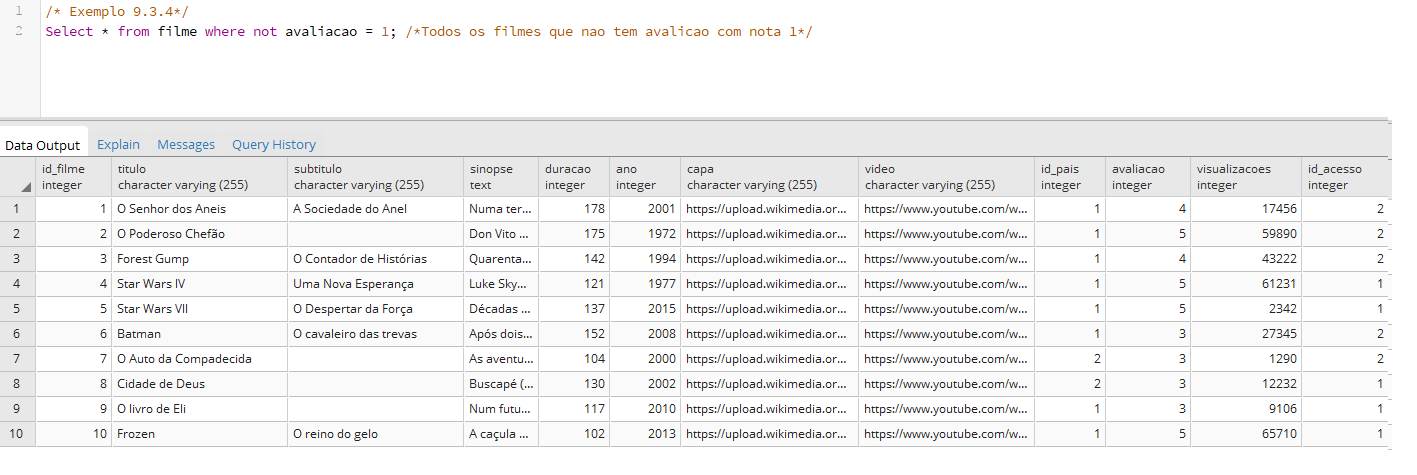 1 /* Exemplo 9.3.4*/
2 Select * from filme where not avaliacao = 1; /*Todos os filmes que nao tem avalicao com nota 1*/
Data Output Explain Messages Query History
id_filme titulo subtitulo sinopse duracao ano capa video id_pais avaliacao visualizacoes id_acesso
integer character varying (255) character varying (255) text integer integer character varying (255) character varying (255) integer integer integer integer
1 1 O Senhor dos Aneis A Sociedade do Anel Numa ter... 178 2001 https://upload.wikimedia.or... https://www.youtube.com/w... 1 4 17456 2
2 2 O Poderoso Chefão Don Vito ... 175 1972 https://upload.wikimedia.or... https://www.youtube.com/w... 1 5 59890 2
3 3 Forest Gump O Contador de Histórias Quarenta... 142 1994 https://upload.wikimedia.or... https://www.youtube.com/w... 1 4 43222 2
4 4 Star Wars IV Uma Nova Esperança Luke Sky... 121 1977 https://upload.wikimedia.or... https://www.youtube.com/w... 1 5 61231 1
5 5 Star Wars VII O Despertar da Força Décadas ... 137 2015 https://upload.wikimedia.or... https://www.youtube.com/w... 1 5 2342 1
6 6 Batman O cavaleiro das trevas Após dois... 152 2008 https://upload.wikimedia.or... https://www.youtube.com/w... 1 3 27345 2
7 7 O Auto da Compadecida As aventu... 104 2000 https://upload.wikimedia.or... https://www.youtube.com/w... 2 3 1290 2
8 8 Cidade de Deus Buscapé (... 130 2002 https://upload.wikimedia.or... https://www.youtube.com/w... 2 3 12232 1
9 9 O livro de Eli Num futu... 117 2010 https://upload.wikimedia.or... https://www.youtube.com/w... 1 3 9106 1
10 10 Frozen O reino do gelo A caçula ... 102 2013 https://upload.wikimedia.or... https://www.youtube.com/w... 1 5 65710 1